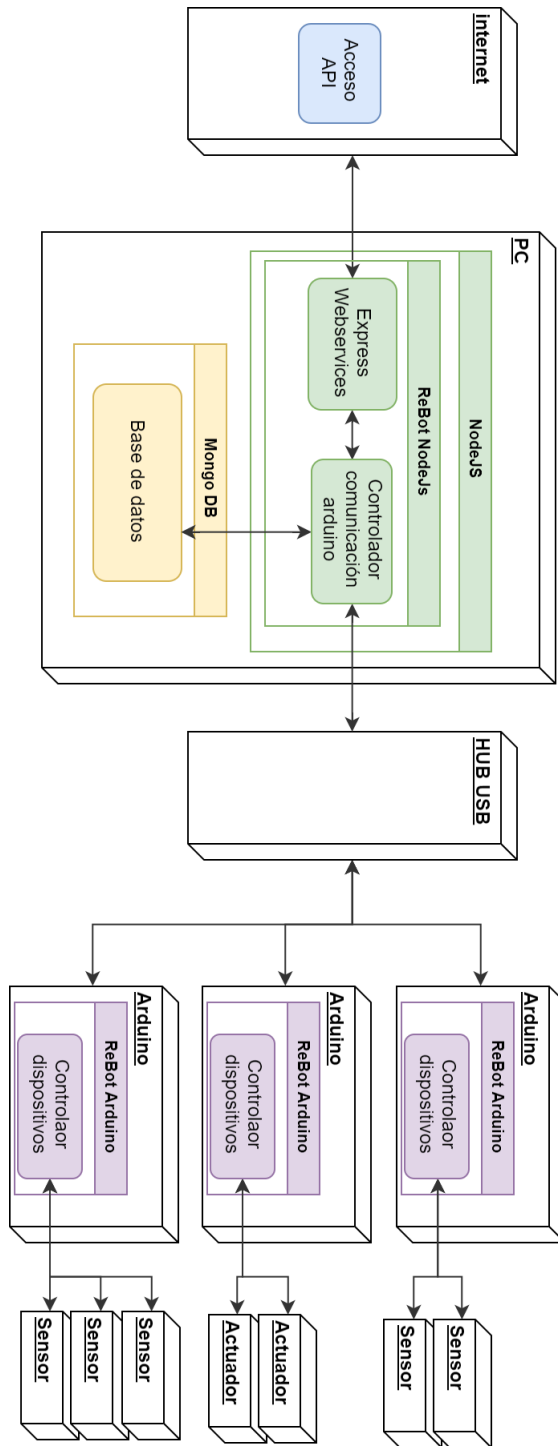 internet
Acceso
API
PC
NodeJS
ReBot NodeJs
Express
Webservices
Controlador
comunicación
arduino
Mongo DB
Base de datos
HUB USB
Arduino
ReBot Arduino
Controlaor
dispositivos
Sensor
Sensor
Arduino
ReBot Arduino
Controlaor
dispositivos
Actuador
Actuador
Arduino
ReBot Arduino
Controlaor
dispositivos
Sensor
Sensor
Sensor